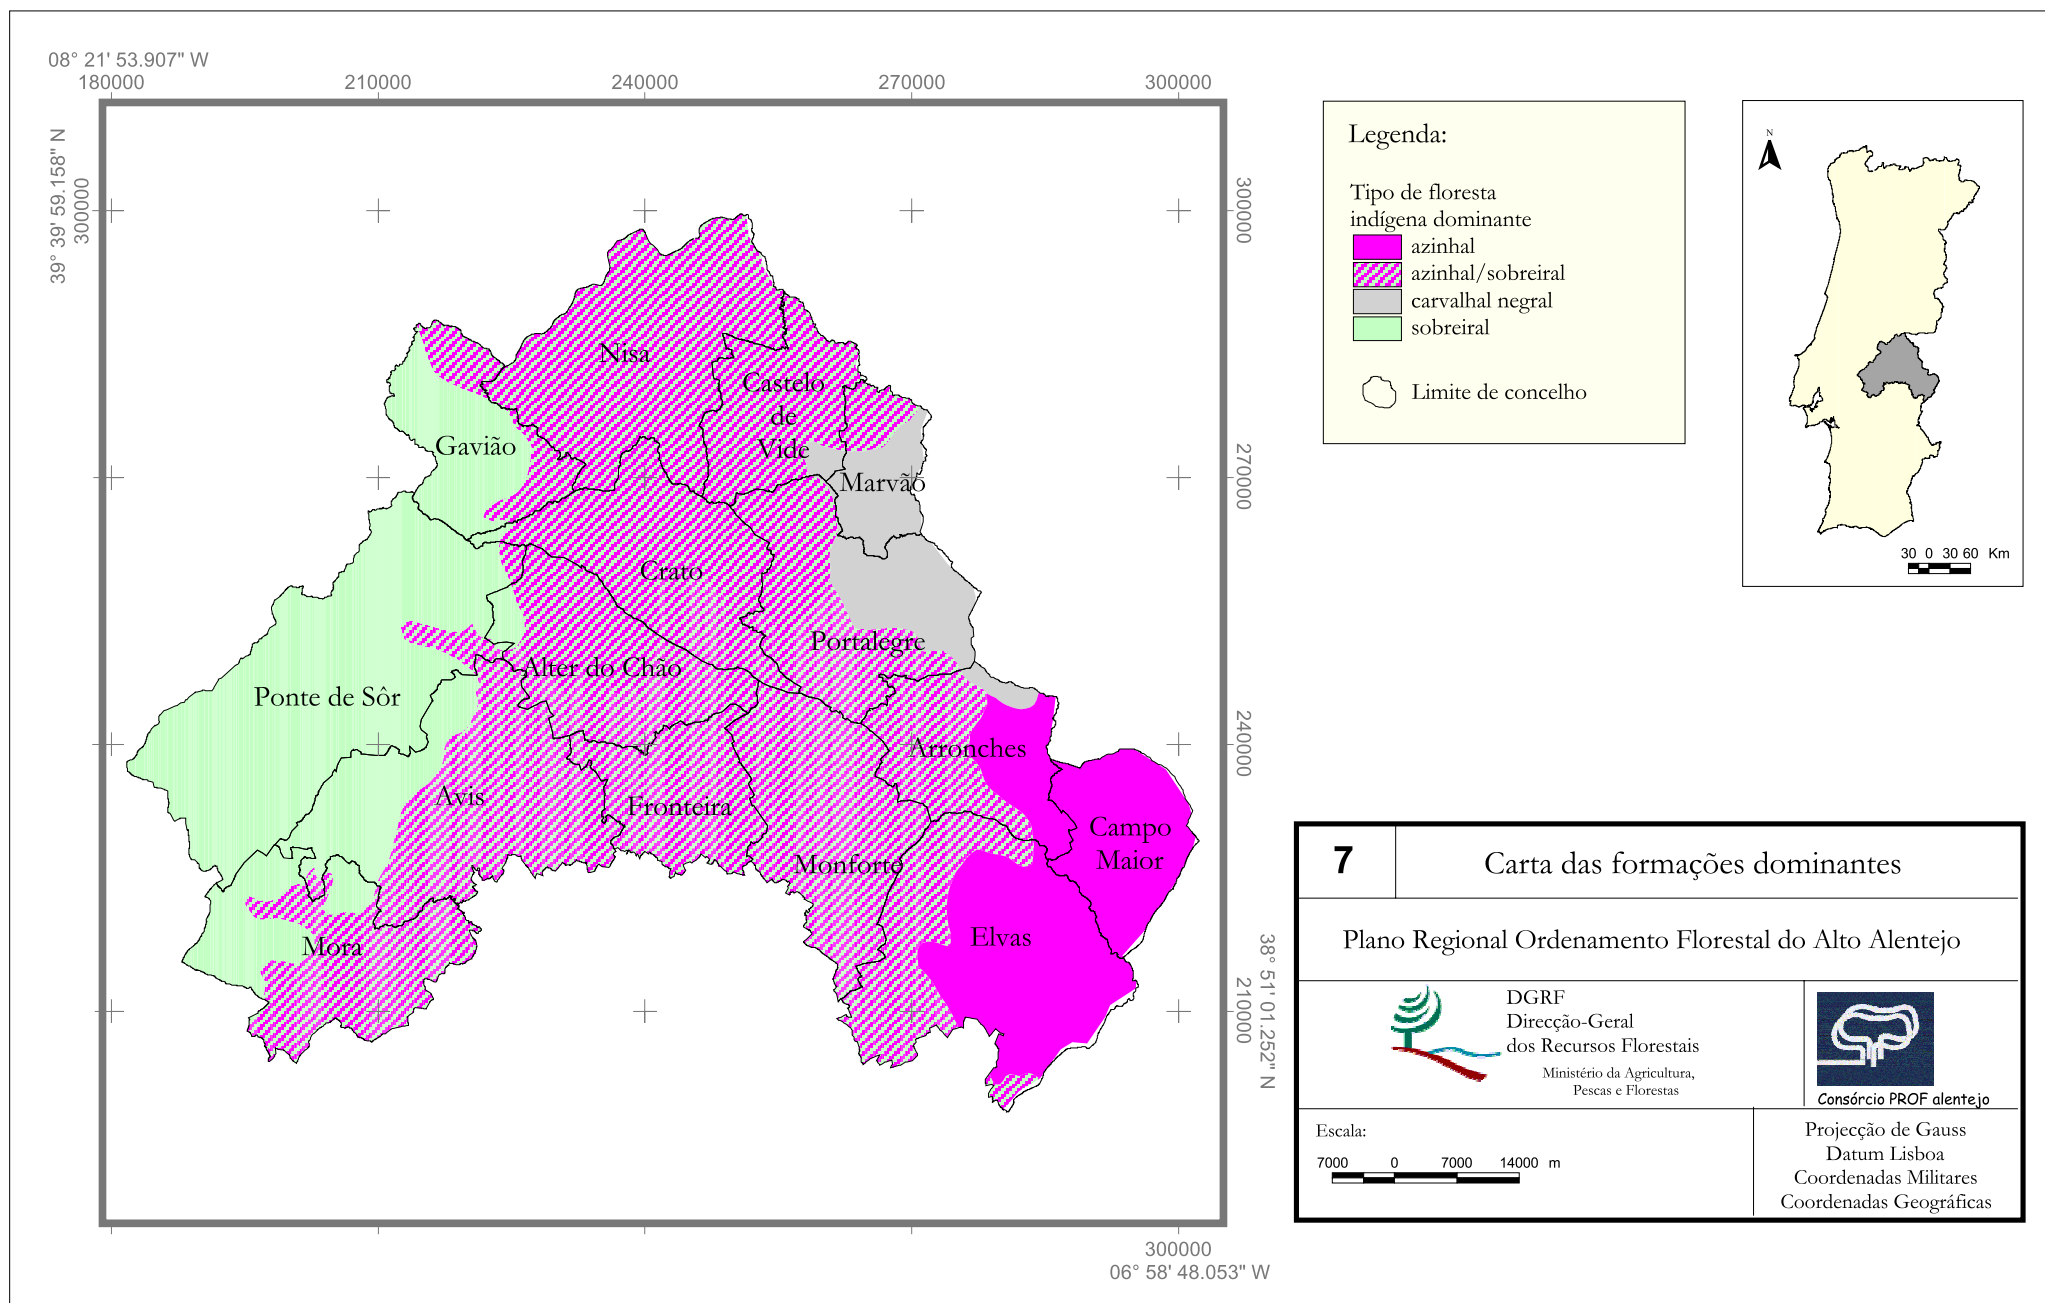 08° 21' 53.907" W
180000
210000
240000
270000
300000
39° 39' 59.158" N
300000
300000
270000
240000
210000
38° 51' 01.252" N
300000
06° 58' 48.053" W
Nisa
Castelo
de
Vide
Gavião
Marvão
Crato
Portalegre
Alter do Chão
Ponte de Sôr
Arronches
Avis
Fronteira
Campo
Maior
Monforte
Elvas
Mora
Legenda:
Tipo de floresta
indígena dominante
azinhal
azinhal/sobreiral
carvalhal negral
sobreiral
Limite de concelho
N
30 0 30 60 Km
7
Carta das formações dominantes
Plano Regional Ordenamento Florestal do Alto Alentejo
DGRF
Direcção-Geral
dos Recursos Florestais
Ministério da Agricultura,
Pescas e Florestas
Consórcio PROF alentejo
Escala:
7000 0 7000 14000 m
Projecção de Gauss
Datum Lisboa
Coordenadas Militares
Coordenadas Geográficas